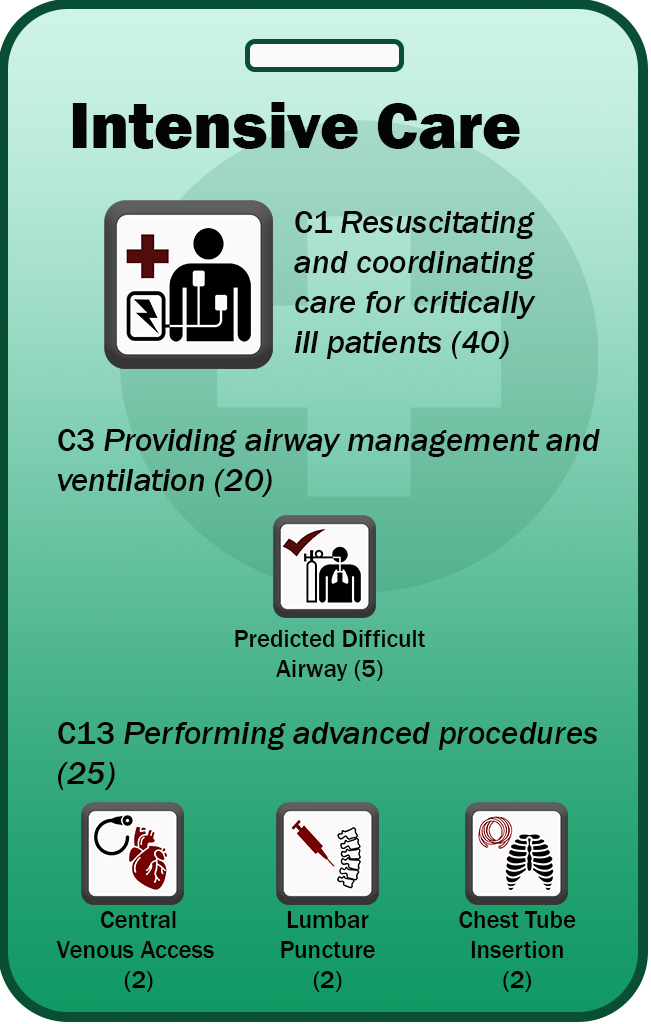 Intensive Care
C1 Resuscitating
and coordinating
care for critically
ill patients (40)
C3 Providing airway management and
ventilation (20)
Predicted Difficult
Airway (5)
C13 Performing advanced procedures
(25)
Central
Venous Access
(2)
Lumbar
Puncture
(2)
Chest Tube
Insertion
(2)